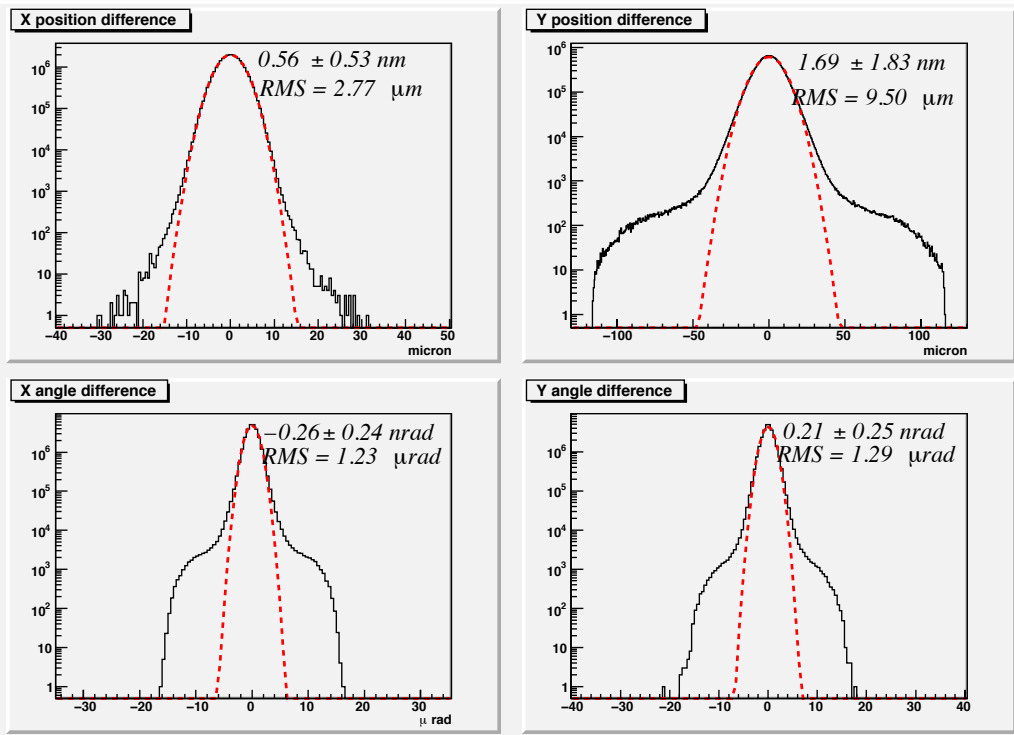 X position difference
0.56 ± 0.53 nm
RMS = 2.77 μm
10⁶
10⁵
10⁴
10³
10²
10
1
−40 −30 −20 −10 0 10 20 30 40 50
micron
Y position difference
1.69 ± 1.83 nm
RMS = 9.50 μm
10⁶
10⁵
10⁴
10³
10²
10
1
−100 −50 0 50 100
micron
X angle difference
−0.26 ± 0.24 nrad
RMS = 1.23 μrad
10⁶
10⁵
10⁴
10³
10²
10
1
−30 −20 −10 0 10 20 30
μ rad
Y angle difference
0.21 ± 0.25 nrad
RMS = 1.29 μrad
10⁶
10⁵
10⁴
10³
10²
10
1
−40 −30 −20 −10 0 10 20 30 40